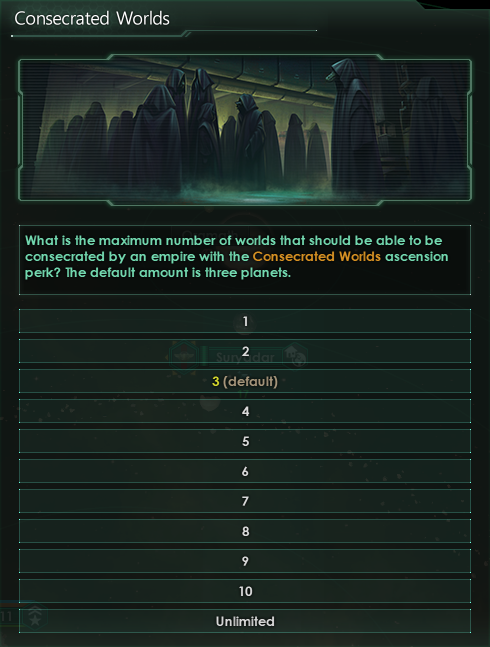 Consecrated Worlds
What is the maximum number of worlds that should be able to be
consecrated by an empire with the Consecrated Worlds ascension
perk? The default amount is three planets.
1
2
3 (default)
4
5
6
7
8
9
10
11
Unlimited